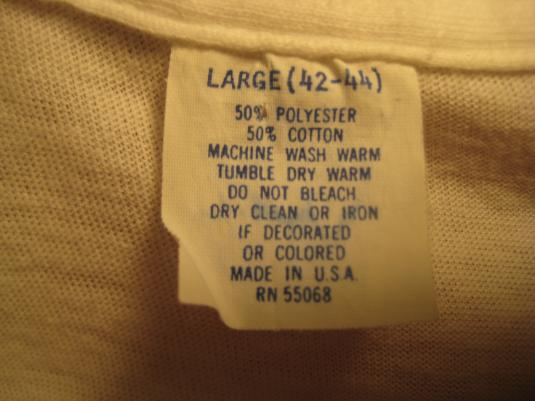 LARGE (42-44)
50% POLYESTER
50% COTTON
MACHINE WASH WARM
TUMBLE DRY WARM
DO NOT BLEACH
DRY CLEAN OR IRON
IF DECORATED
OR COLORED
MADE IN U.S.A.
RN 55068